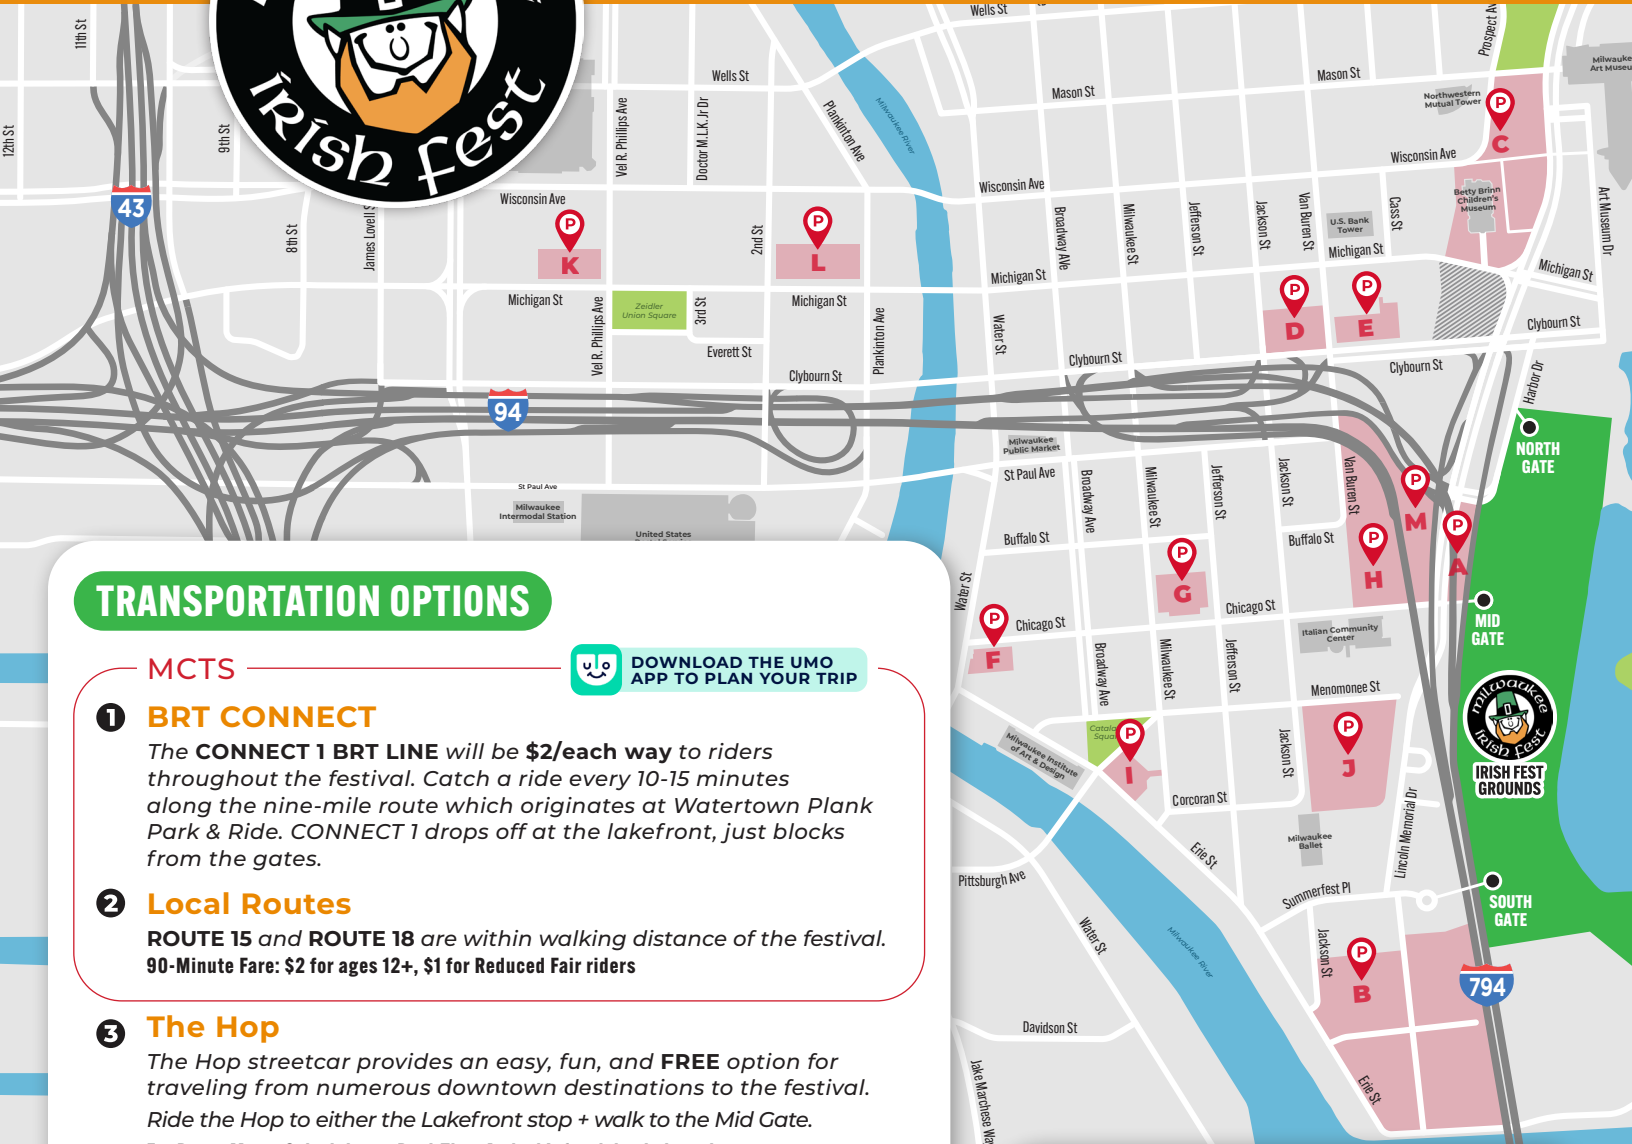 Irish Fest
11th St
12th St
9th St
8th St
James Lovell S
43
Wells St
Vel R. Phillips Ave
Doctor M.L.K. Jr Dr
Plankinton Ave
Milwaukee River
Wisconsin Ave
P
K
2nd St
P
L
Michigan St
Zeidler
Union Square
3rd St
Michigan St
Vel R. Phillips Ave
Everett St
Plankinton Ave
Clybourn St
94
St Paul Ave
Milwaukee
Intermodal Station
United States
Wells St
Mason St
Mason St
Prospect Av
Milwauke
Art Museu
Northwestern
Mutual Tower
P
C
Wisconsin Ave
Wisconsin Ave
Betty Brinn
Children's
Museum
Broadway AVe
Milwaukee St
Jefferson St
Jackson St
Van Buren St
U.S. Bank
Tower
Cass St
Art Museum Dr
Michigan St
Michigan St
Michigan St
P
D
P
E
Water St
Clybourn St
Clybourn St
Clybourn St
Harbor Dr
Milwaukee
Public Market
NORTH
GATE
St Paul Ave
Broadway Ave
Milwaukee St
Jefferson St
Jackson St
Van Buren St
P
M
P
A
Buffalo St
Buffalo St
P
H
P
G
Water St
Chicago St
Chicago St
P
F
Italian Community
Center
MID
GATE
Broadway Ave
Milwaukee St
Jefferson St
Menomonee St
Milwaukee
Irish Fest
IRISH FEST
GROUNDS
P
I
Milwaukee Institute
of Art & Design
Jackson St
P
J
Corcoran St
Lincoln Memorial Dr
Milwaukee
Ballet
Erie St
Pittsburgh Ave
Summerfest Pl
SOUTH
GATE
Water St
Milwaukee River
Jackson St
P
B
794
Davidson St
Jake Marchese Wa
Erie St
TRANSPORTATION OPTIONS
MCTS
umo
DOWNLOAD THE UMO
APP TO PLAN YOUR TRIP
1 BRT CONNECT
The CONNECT 1 BRT LINE will be $2/each way to riders
throughout the festival. Catch a ride every 10-15 minutes
along the nine-mile route which originates at Watertown Plank
Park & Ride. CONNECT 1 drops off at the lakefront, just blocks
from the gates.
2 Local Routes
ROUTE 15 and ROUTE 18 are within walking distance of the festival.
90-Minute Fare: $2 for ages 12+, $1 for Reduced Fair riders
3 The Hop
The Hop streetcar provides an easy, fun, and FREE option for
traveling from numerous downtown destinations to the festival.
Ride the Hop to either the Lakefront stop + walk to the Mid Gate.